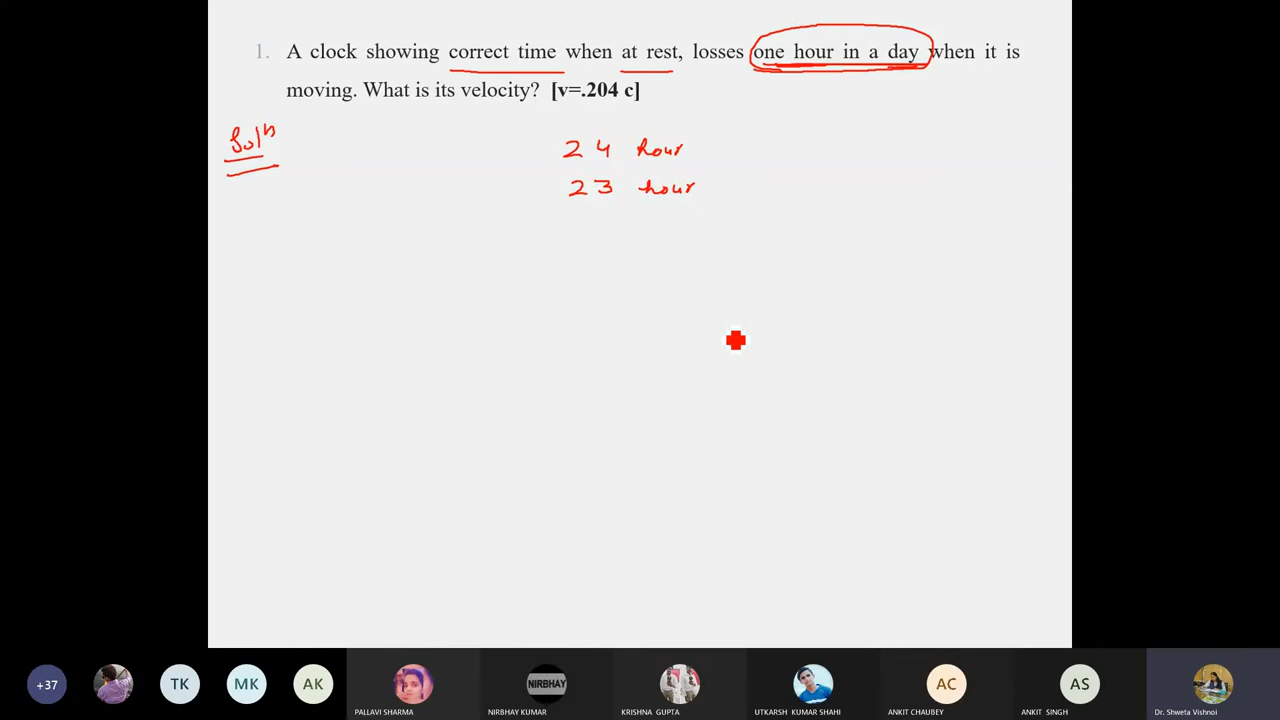 1. A clock showing correct time when at rest, losses one hour in a day when it is
moving. What is its velocity? [v=.204 c]
Solⁿ
24 hour
23 hour
+37
TK
MK
AK
NIRBHAY
AC
AS
PALLAVI SHARMA
NIRBHAY KUMAR
KRISHNA GUPTA
UTKARSH KUMAR SHAHI
ANKIT CHAUBEY
ANKIT SINGH
Dr. Shweta Vishnoi